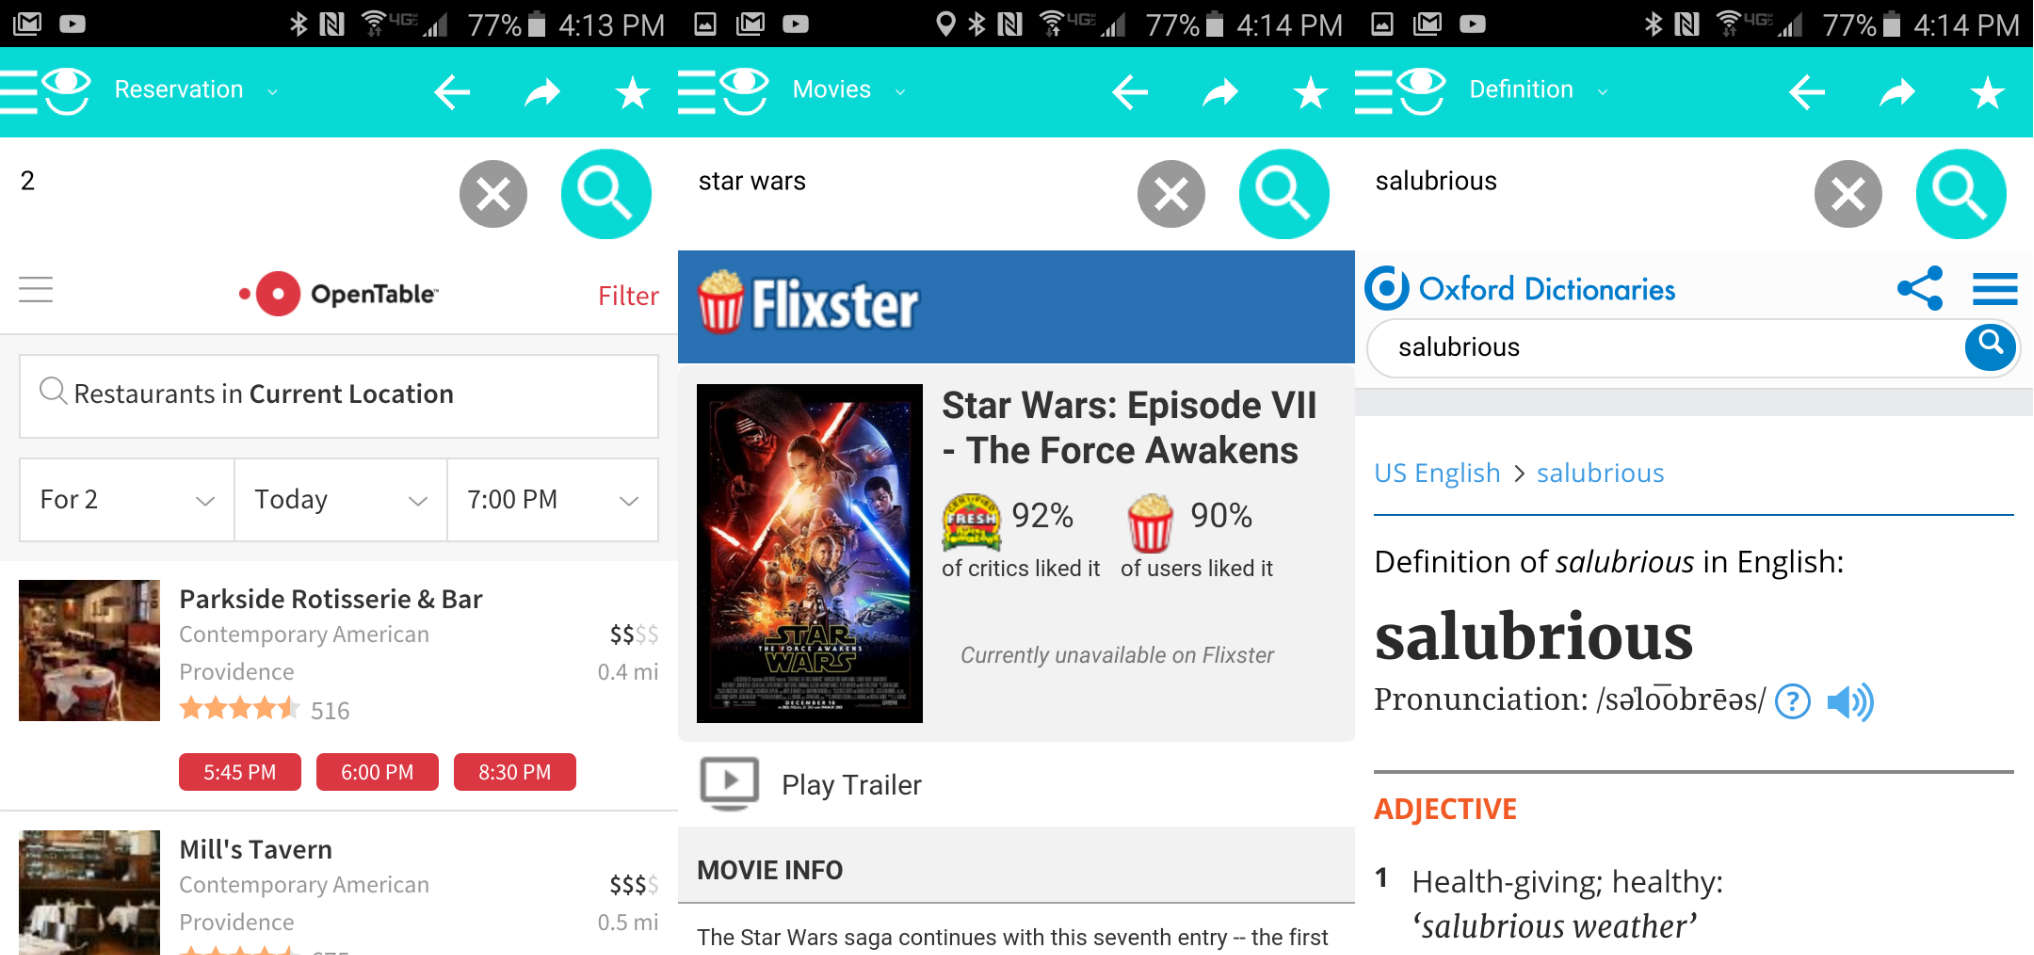 4GE 77% 4:13 PM
Reservation
2
OpenTable™
Filter
Restaurants in Current Location
For 2
Today
7:00 PM
Parkside Rotisserie & Bar
Contemporary American
$$$$
Providence
0.4 mi
516
5:45 PM
6:00 PM
8:30 PM
Mill's Tavern
Contemporary American
$$$$
Providence
0.5 mi
77% 4:14 PM
Movies
star wars
Flixster
STAR
THE FORCE AWAKENS
WARS
DECEMBER 18
Star Wars: Episode VII
- The Force Awakens
FRESH
92%
90%
of critics liked it
of users liked it
Currently unavailable on Flixster
Play Trailer
MOVIE INFO
The Star Wars saga continues with this seventh entry -- the first
77% 4:14 PM
Definition
salubrious
Oxford Dictionaries
salubrious
US English > salubrious
Definition of salubrious in English:
salubrious
Pronunciation: /səˈlo͞obrēəs/ ?
ADJECTIVE
1 Health-giving; healthy:
‘salubrious weather’